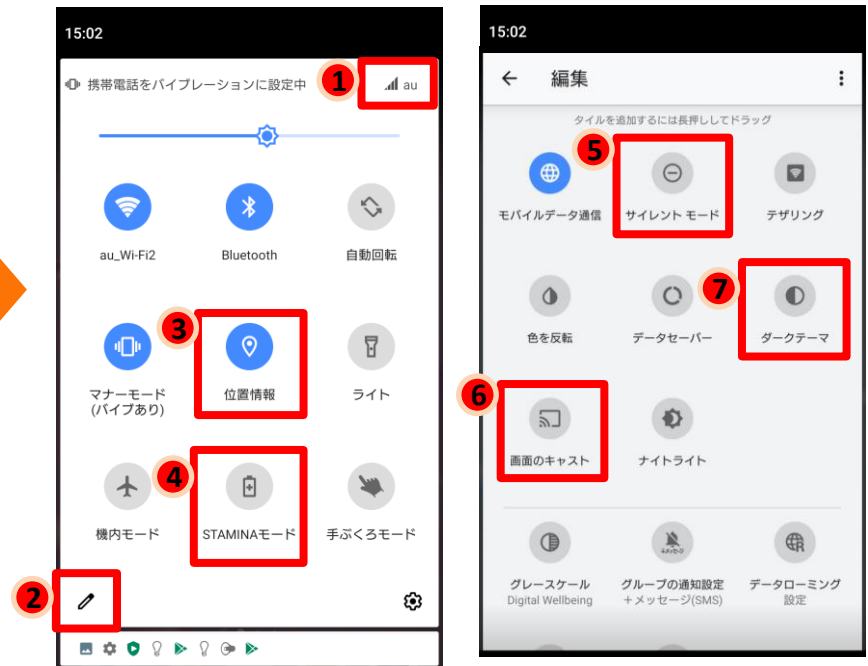 15:02
携帯電話をバイブレーションに設定中
1
au
au_Wi-Fi2
Bluetooth
自動回転
3
マナーモード
(バイブあり)
位置情報
ライト
4
機内モード
STAMINAモード
手ぶくろモード
2
15:02
編集
タイルを追加するには長押ししてドラッグ
5
モバイルデータ通信
サイレント モード
テザリング
7
色を反転
データセーバー
ダークテーマ
6
画面のキャスト
ナイトライト
グレースケール
Digital Wellbeing
グループの通知設定
+メッセージ(SMS)
データローミング
設定